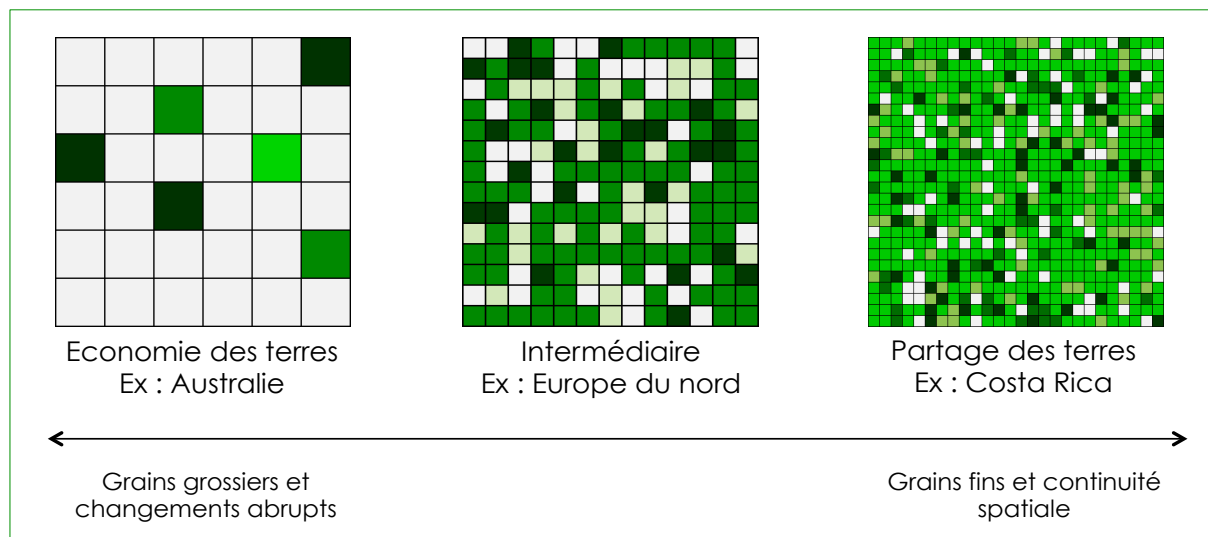 Economie des terres
Ex : Australie
Intermédiaire
Ex : Europe du nord
Partage des terres
Ex : Costa Rica
Grains grossiers et
changements abrupts
Grains fins et continuité
spatiale